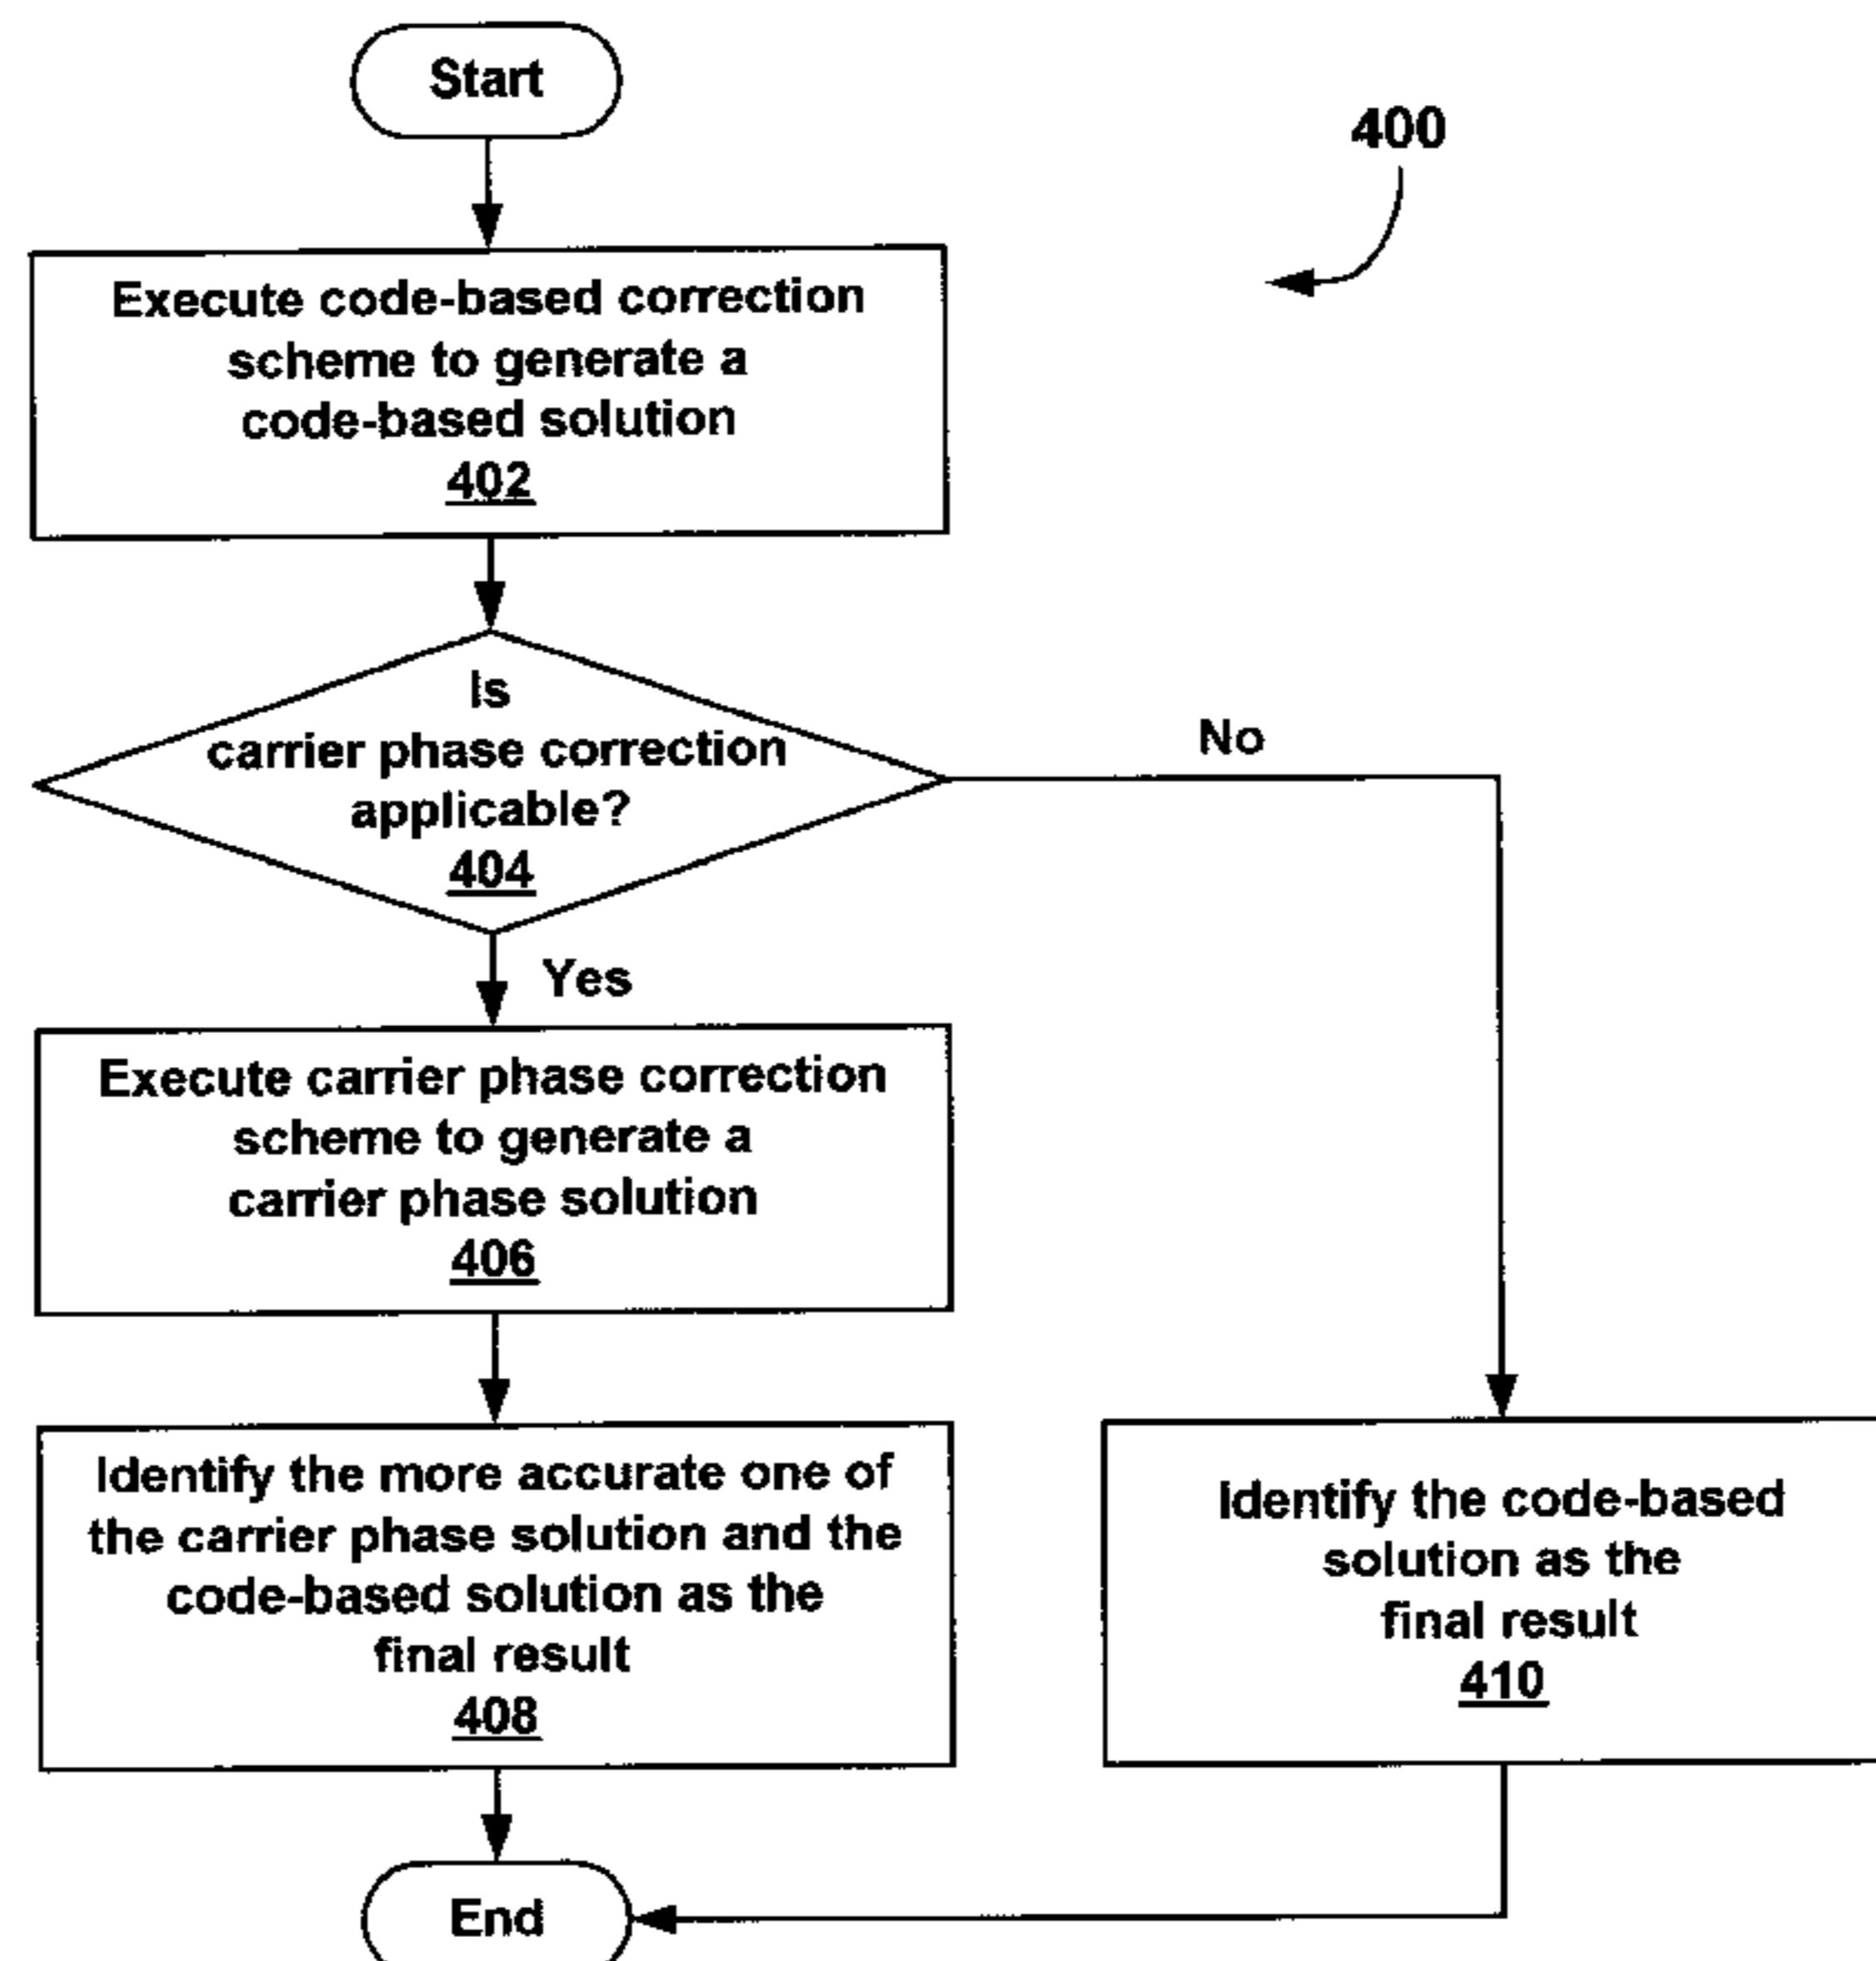 Start
400
Execute code-based correction
scheme to generate a
code-based solution
402
Is
carrier phase correction
applicable?
404
No
Yes
Execute carrier phase correction
scheme to generate a
carrier phase solution
406
Identify the more accurate one of
the carrier phase solution and the
code-based solution as the
final result
408
Identify the code-based
solution as the
final result
410
End